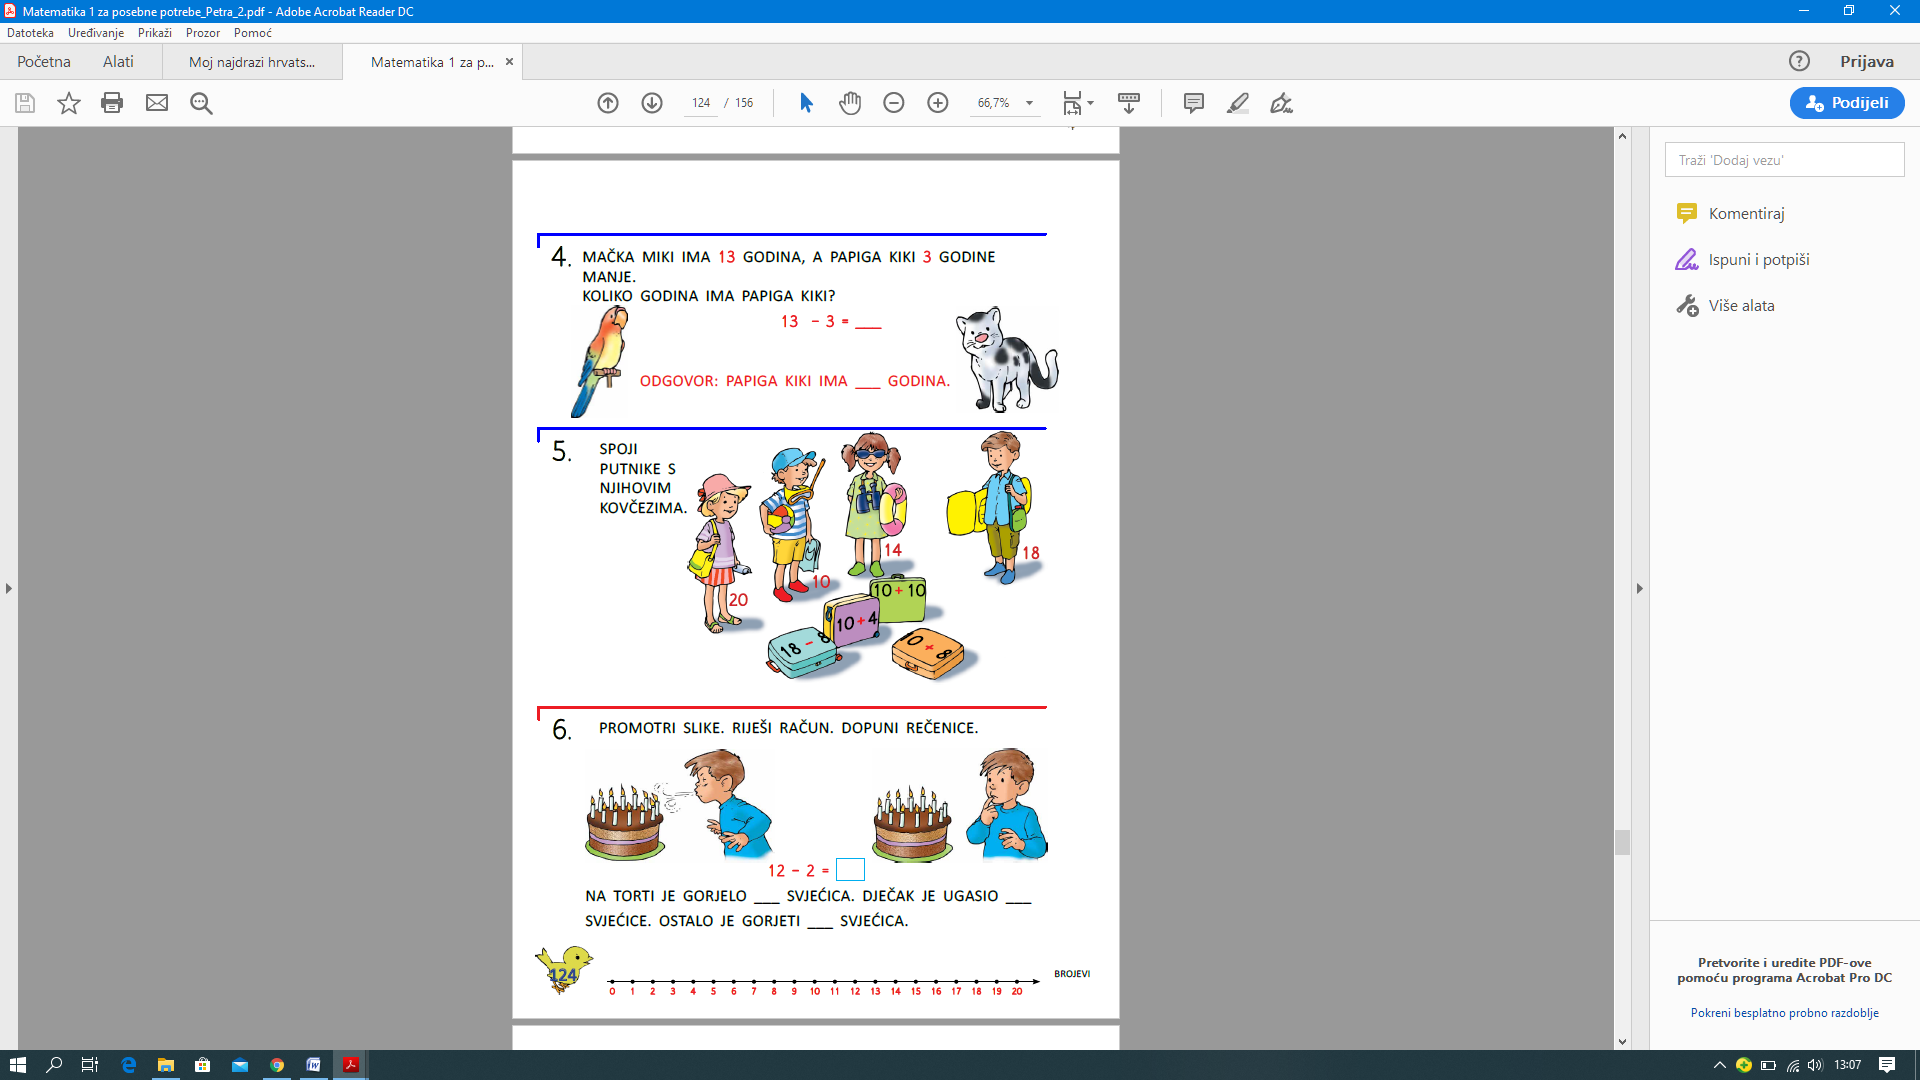 Matematika 1 za posebne potrebe_Petra_2.pdf - Adobe Acrobat Reader DC
Datoteka Uređivanje Prikaži Prozor Pomoć
Početna Alati Moj najdrazi hrvats... Matematika 1 za p... Prijava
124 / 156 66,7% Podijeli
Traži 'Dodaj vezu'
Komentiraj
Ispuni i potpiši
Više alata
4. MAČKA MIKI IMA 13 GODINA, A PAPIGA KIKI 3 GODINE
MANJE.
KOLIKO GODINA IMA PAPIGA KIKI?
13 - 3 = ___
ODGOVOR: PAPIGA KIKI IMA ___ GODINA.
5. SPOJI
PUTNIKE S
NJIHOVIM
KOVČEZIMA.
14
18
10
20
10 + 10
10 + 4
18 - 8
10 + 8
6. PROMOTRI SLIKE. RIJEŠI RAČUN. DOPUNI REČENICE.
12 - 2 =
NA TORTI JE GORJELO ___ SVJEĆICA. DJEČAK JE UGASIO ___
SVJEĆICE. OSTALO JE GORJETI ___ SVJEĆICA.
124
BROJEVI
0 1 2 3 4 5 6 7 8 9 10 11 12 13 14 15 16 17 18 19 20
Pretvorite i uredite PDF-ove
pomoću programa Acrobat Pro DC
Pokreni besplatno probno razdoblje
13:07